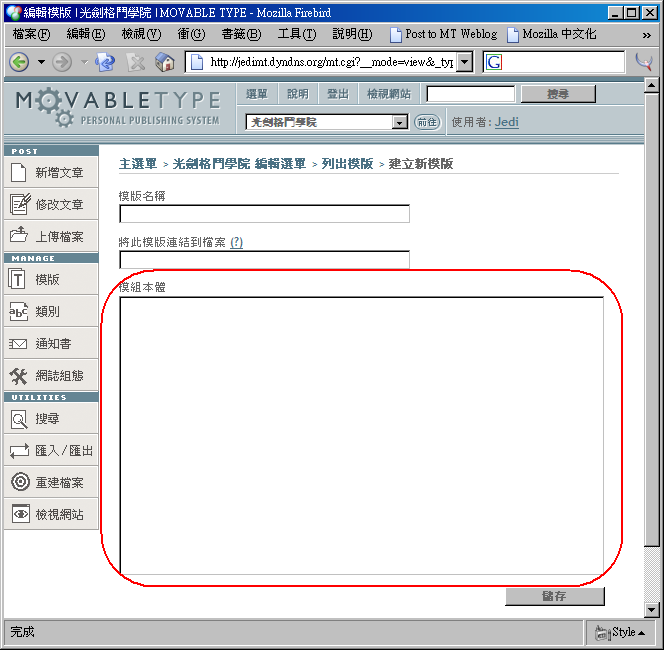 編輯模版 | 光劍格鬥學院 | MOVABLE TYPE - Mozilla Firebird
檔案(F) 編輯(E) 檢視(V) 衝(G) 書籤(B) 工具(T) 說明(H) Post to MT Weblog Mozilla 中文化 »
http://jedimt.dyndns.org/mt.cgi?__mode=view&_typ G
MOVABLETYPE
PERSONAL PUBLISHING SYSTEM
選單 說明 登出 檢視網站 搜尋
光劍格鬥學院 前往 使用者: Jedi
POST
新增文章
修改文章
上傳檔案
MANAGE
模版
類別
通知書
網誌組態
UTILITIES
搜尋
匯入/匯出
重建檔案
檢視網站
主選單 > 光劍格鬥學院 編輯選單 > 列出模版 > 建立新模版
模版名稱
將此模版連結到檔案 (?)
模組本體
儲存
完成 Style